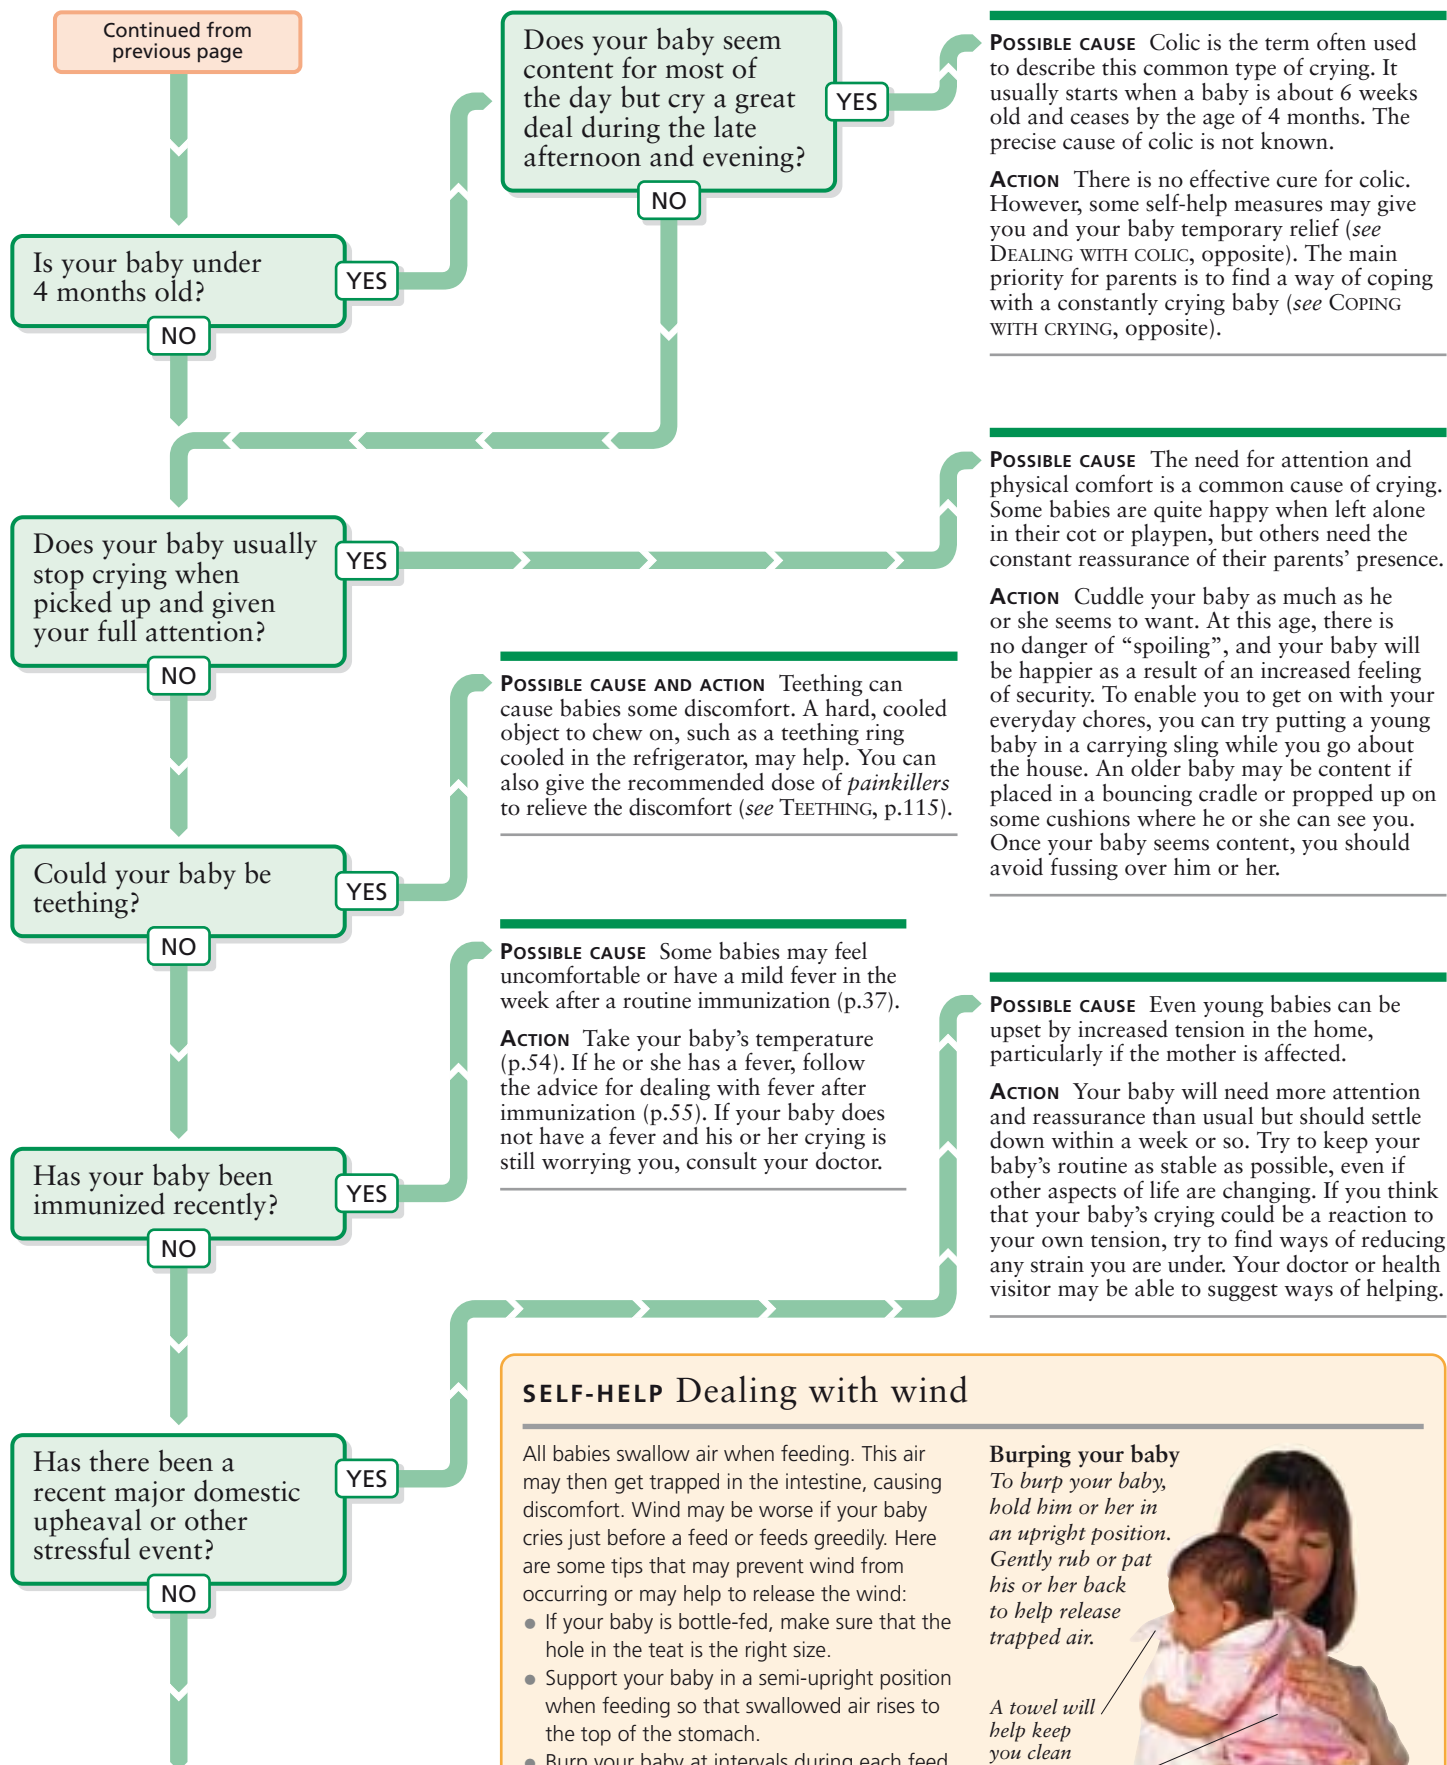 Continued from
previous page
Does your baby seem
content for most of
the day but cry a great
deal during the late
afternoon and evening?
YES
NO
POSSIBLE CAUSE Colic is the term often used
to describe this common type of crying. It
usually starts when a baby is about 6 weeks
old and ceases by the age of 4 months. The
precise cause of colic is not known.
ACTION There is no effective cure for colic.
However, some self-help measures may give
you and your baby temporary relief (see
DEALING WITH COLIC, opposite). The main
priority for parents is to find a way of coping
with a constantly crying baby (see COPING
WITH CRYING, opposite).
Is your baby under
4 months old?
YES
NO
Does your baby usually
stop crying when
picked up and given
your full attention?
YES
NO
POSSIBLE CAUSE The need for attention and
physical comfort is a common cause of crying.
Some babies are quite happy when left alone
in their cot or playpen, but others need the
constant reassurance of their parents' presence.
ACTION Cuddle your baby as much as he
or she seems to want. At this age, there is
no danger of “spoiling”, and your baby will
be happier as a result of an increased feeling
of security. To enable you to get on with your
everyday chores, you can try putting a young
baby in a carrying sling while you go about
the house. An older baby may be content if
placed in a bouncing cradle or propped up on
some cushions where he or she can see you.
Once your baby seems content, you should
avoid fussing over him or her.
Could your baby be
teething?
YES
NO
POSSIBLE CAUSE AND ACTION Teething can
cause babies some discomfort. A hard, cooled
object to chew on, such as a teething ring
cooled in the refrigerator, may help. You can
also give the recommended dose of painkillers
to relieve the discomfort (see TEETHING, p.115).
Has your baby been
immunized recently?
YES
NO
POSSIBLE CAUSE Some babies may feel
uncomfortable or have a mild fever in the
week after a routine immunization (p.37).
ACTION Take your baby's temperature
(p.54). If he or she has a fever, follow
the advice for dealing with fever after
immunization (p.55). If your baby does
not have a fever and his or her crying is
still worrying you, consult your doctor.
Has there been a
recent major domestic
upheaval or other
stressful event?
YES
NO
POSSIBLE CAUSE Even young babies can be
upset by increased tension in the home,
particularly if the mother is affected.
ACTION Your baby will need more attention
and reassurance than usual but should settle
down within a week or so. Try to keep your
baby's routine as stable as possible, even if
other aspects of life are changing. If you think
that your baby's crying could be a reaction to
your own tension, try to find ways of reducing
any strain you are under. Your doctor or health
visitor may be able to suggest ways of helping.
SELF-HELP Dealing with wind
All babies swallow air when feeding. This air
may then get trapped in the intestine, causing
discomfort. Wind may be worse if your baby
cries just before a feed or feeds greedily. Here
are some tips that may prevent wind from
occurring or may help to release the wind:
● If your baby is bottle-fed, make sure that the
hole in the teat is the right size.
● Support your baby in a semi-upright position
when feeding so that swallowed air rises to
the top of the stomach.
● Burp your baby at intervals during each feed
Burping your baby
To burp your baby,
hold him or her in
an upright position.
Gently rub or pat
his or her back
to help release
trapped air.
A towel will
help keep
you clean